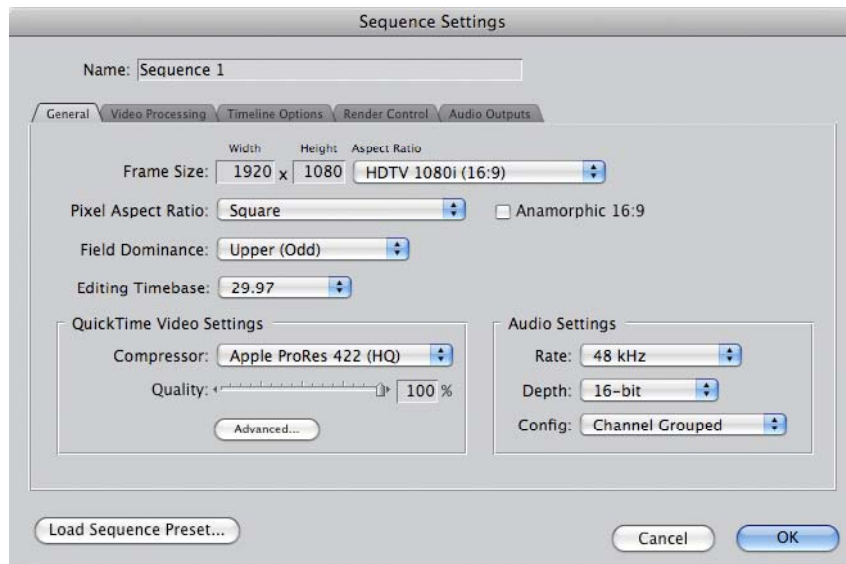 Sequence Settings
Name: Sequence 1
General Video Processing Timeline Options Render Control Audio Outputs
Width Height Aspect Ratio
Frame Size: 1920 x 1080 HDTV 1080i (16:9)
Pixel Aspect Ratio: Square Anamorphic 16:9
Field Dominance: Upper (Odd)
Editing Timebase: 29.97
QuickTime Video Settings
Compressor: Apple ProRes 422 (HQ)
Quality: 100 %
Advanced...
Audio Settings
Rate: 48 kHz
Depth: 16-bit
Config: Channel Grouped
Load Sequence Preset... Cancel OK